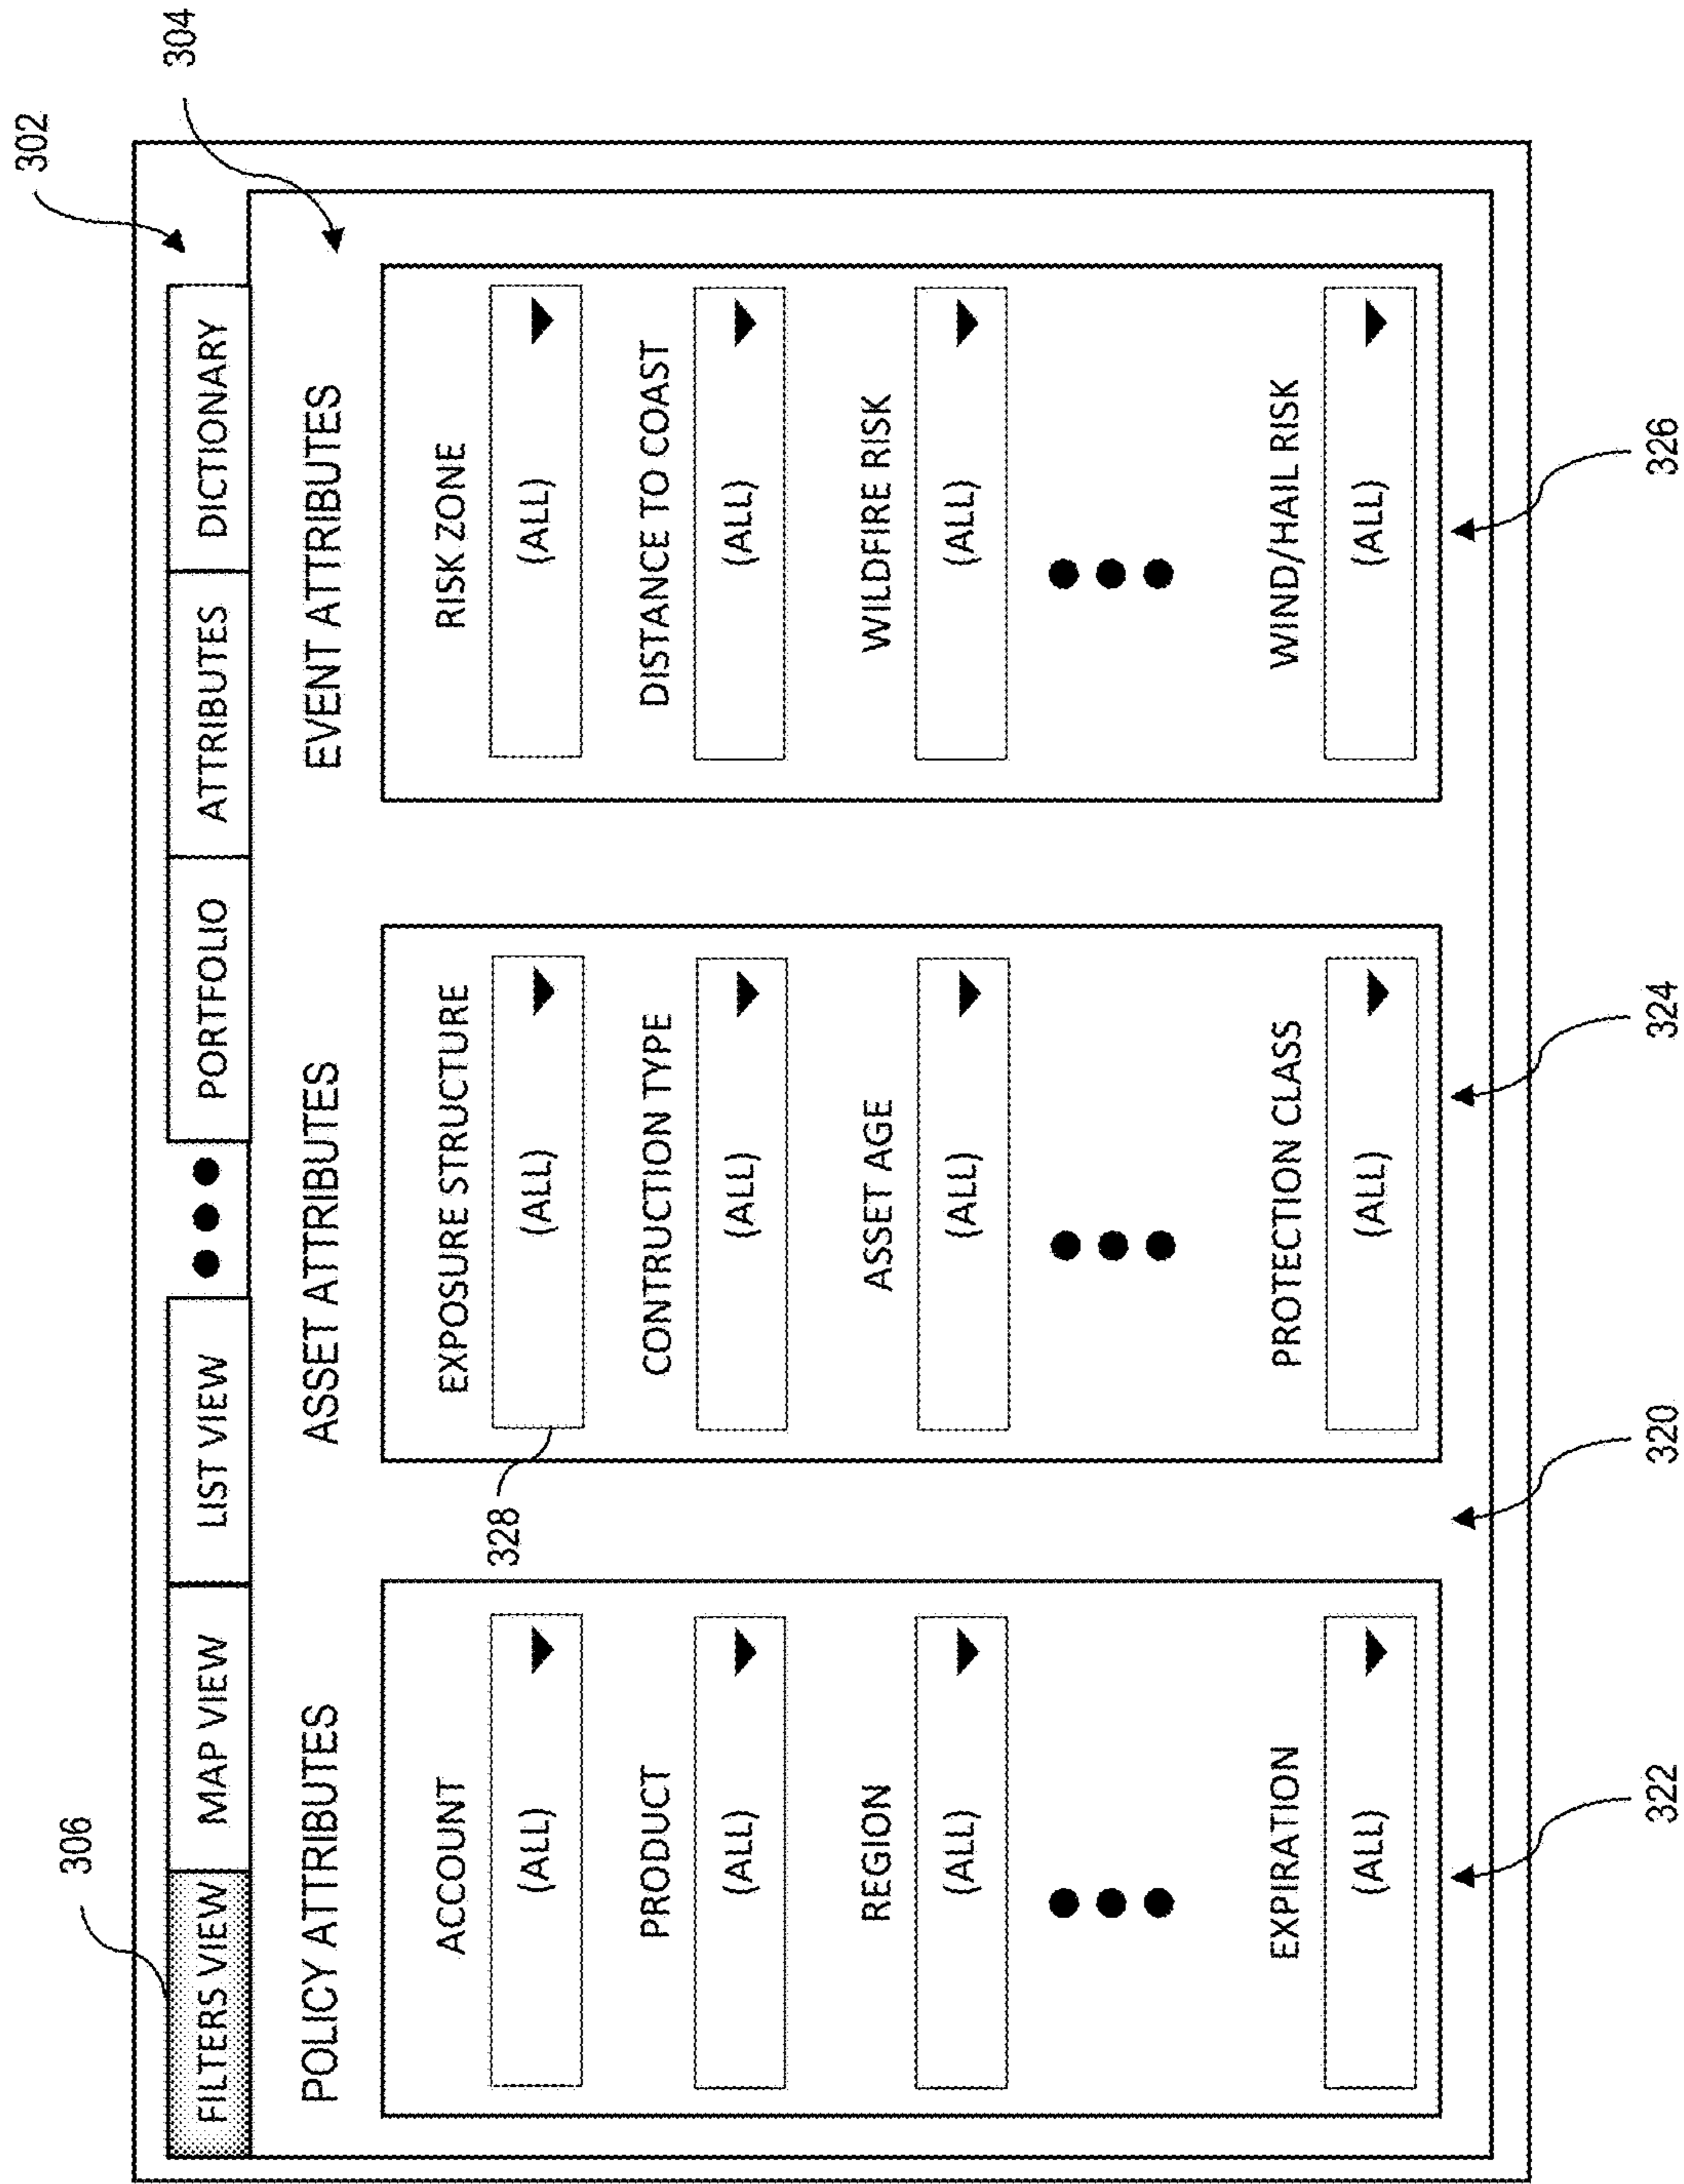 302
304
306
FILTERS VIEW
MAP VIEW
LIST VIEW
PORTFOLIO
ATTRIBUTES
DICTIONARY
POLICY ATTRIBUTES
ACCOUNT
(ALL)
PRODUCT
(ALL)
REGION
(ALL)
EXPIRATION
(ALL)
322
320
ASSET ATTRIBUTES
328
EXPOSURE STRUCTURE
(ALL)
CONTRUCTION TYPE
(ALL)
ASSET AGE
(ALL)
PROTECTION CLASS
(ALL)
324
EVENT ATTRIBUTES
RISK ZONE
(ALL)
DISTANCE TO COAST
(ALL)
WILDFIRE RISK
(ALL)
WIND/HAIL RISK
(ALL)
326